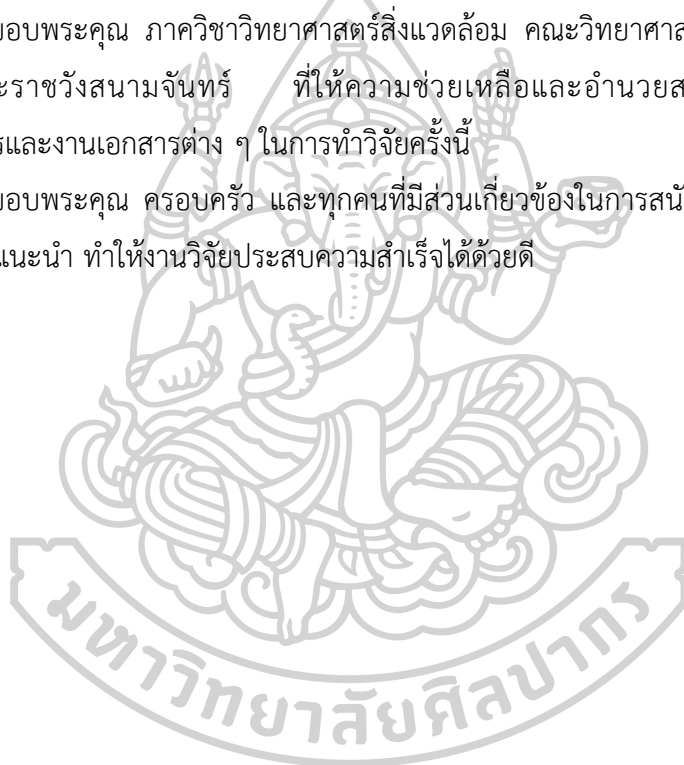 ขอบพระคุณ ภาควิชาวิทยาศาสตร์สิ่งแวดล้อม คณะวิทยาศาส
ะราชวังสนามจันทร์ ที่ให้ความช่วยเหลือและอำนวยส
รและงานเอกสารต่าง ๆ ในการทำวิจัยครั้งนี้
ขอบพระคุณ ครอบครัว และทุกคนที่มีส่วนเกี่ยวข้องในการสนั
แนะนำ ทำให้งานวิจัยประสบความสำเร็จได้ด้วยดี
มหาวิทยาลัยศิลปากร